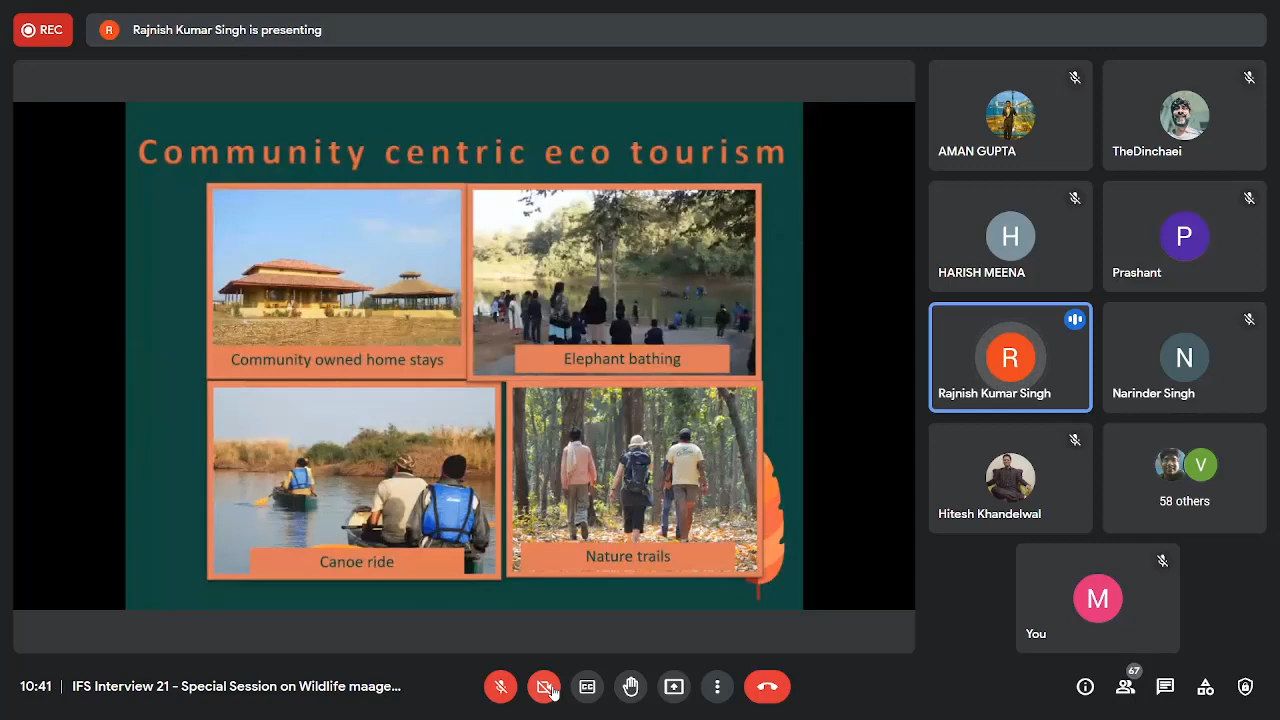 REC
R
Rajnish Kumar Singh is presenting
Community centric eco tourism
Community owned home stays
Elephant bathing
Canoe ride
Nature trails
AMAN GUPTA
TheDinchaei
H
HARISH MEENA
P
Prashant
R
Rajnish Kumar Singh
N
Narinder Singh
Hitesh Khandelwal
V
58 others
M
You
10:41 | IFS Interview 21 - Special Session on Wildlife maage...
CC
67